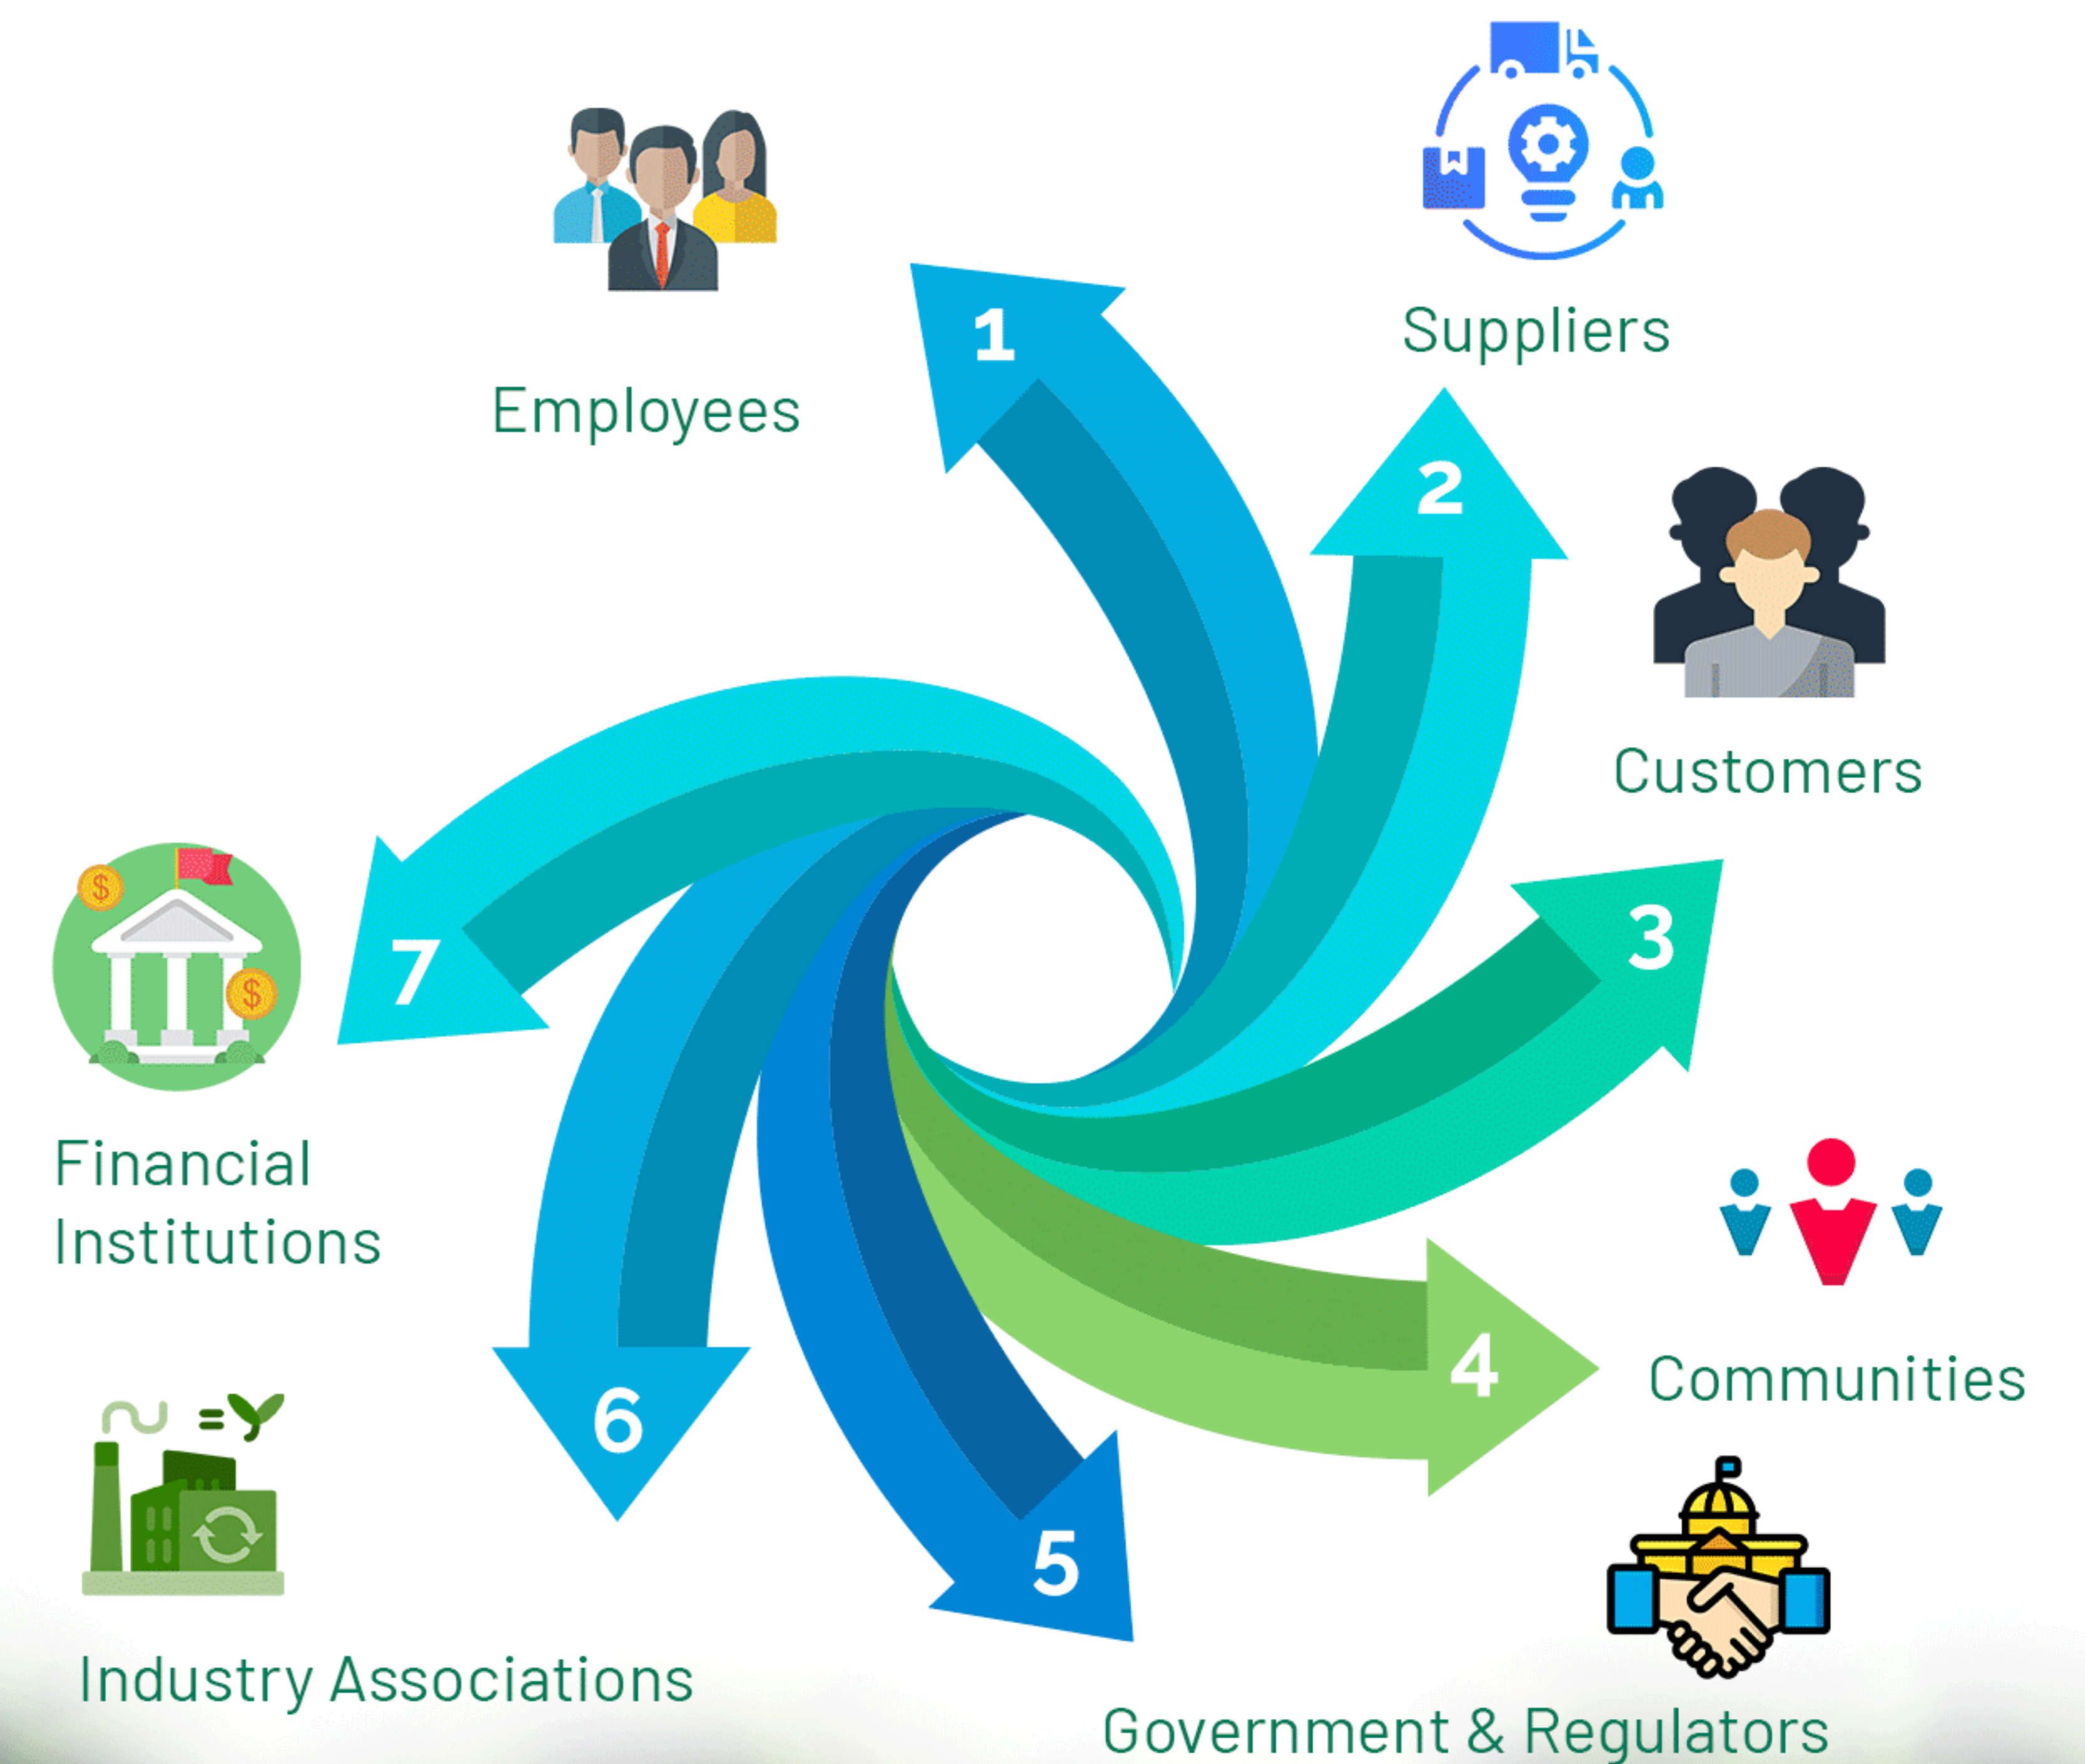 1
Employees
2
Suppliers
3
Customers
4
Communities
5
Government & Regulators
6
Industry Associations
7
Financial
Institutions
$
$
=